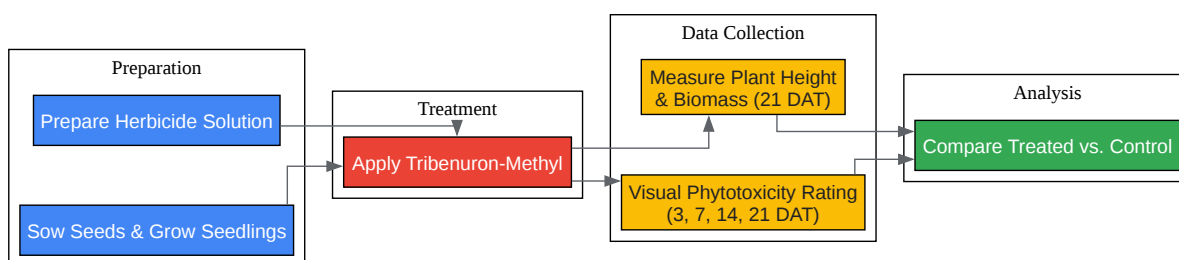 Preparation
Prepare Herbicide Solution
Sow Seeds & Grow Seedlings
Treatment
Apply Tribenuron-Methyl
Data Collection
Measure Plant Height
& Biomass (21 DAT)
Visual Phytotoxicity Rating
(3, 7, 14, 21 DAT)
Analysis
Compare Treated vs. Control